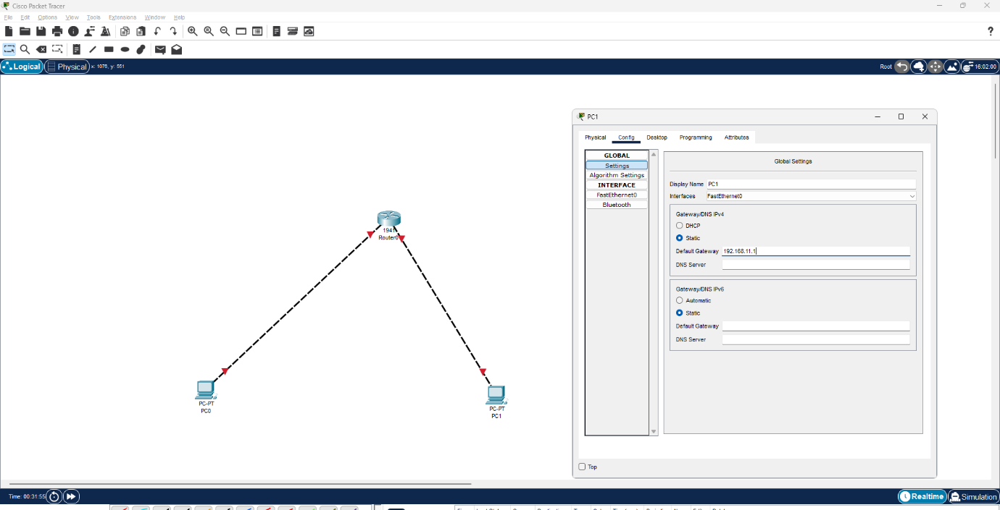 Cisco Packet Tracer
File Edit Options View Tools Extensions Window Help
?
Logical Physical x: 1076, y: 551 Root 16:02:00
PC1
Physical Config Desktop Programming Attributes
GLOBAL
Settings
Algorithm Settings
INTERFACE
FastEthernet0
Bluetooth
Global Settings
Display Name PC1
Interfaces FastEthernet0
Gateway/DNS IPv4
DHCP
Static
Default Gateway 192.168.11.1
DNS Server
Gateway/DNS IPv6
Automatic
Static
Default Gateway
DNS Server
Top
1941
Router0
PC-PT
PC0
PC-PT
PC1
Time: 00:31:55 Realtime Simulation